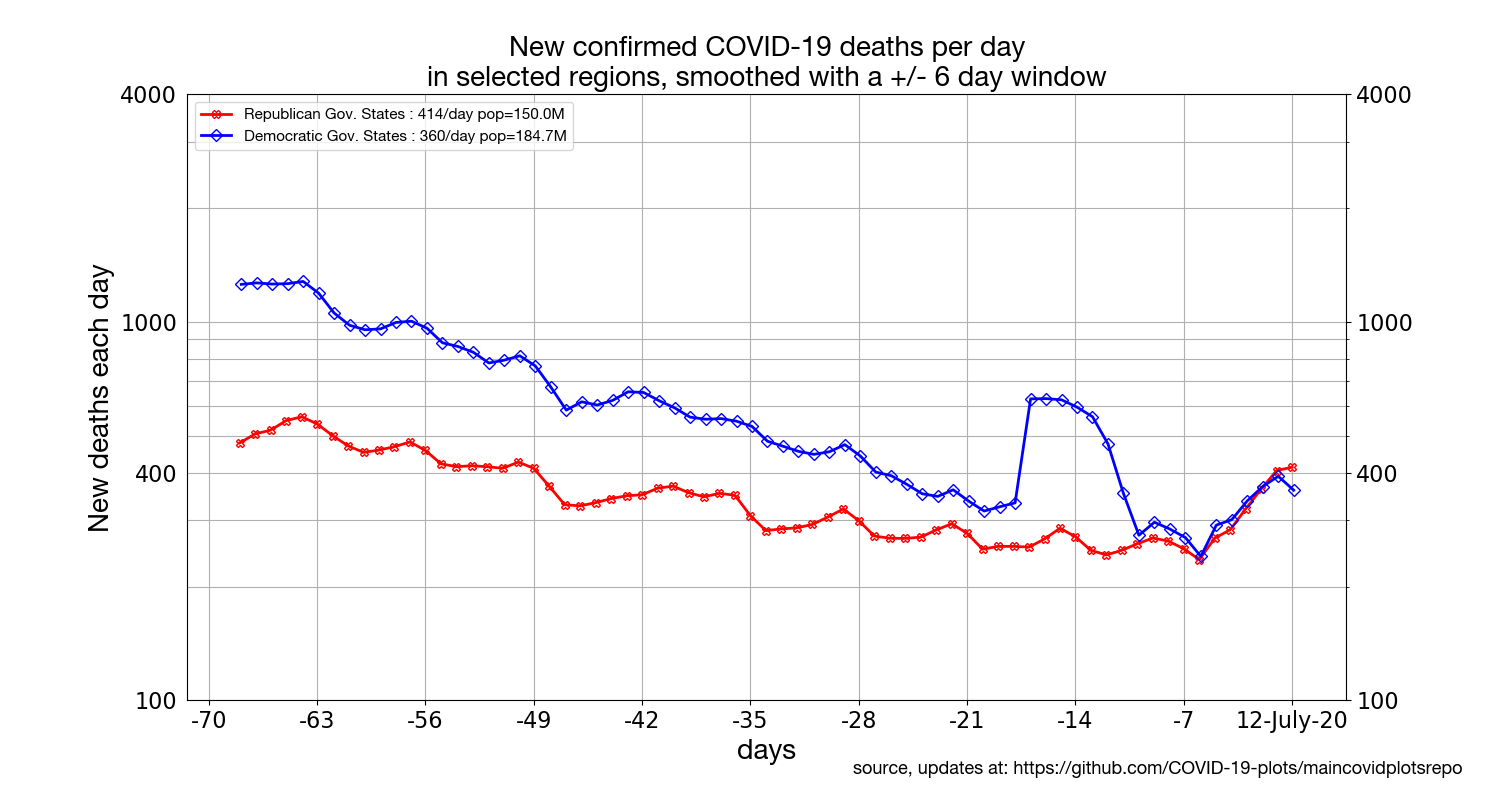 New confirmed COVID-19 deaths per day
in selected regions, smoothed with a +/- 6 day window
4000
4000
Republican Gov. States : 414/day pop=150.0M
Democratic Gov. States : 360/day pop=184.7M
New deaths each day
1000
1000
400
400
100
100
-70 -63 -56 -49 -42 -35 -28 -21 -14 -7 12-July-20
days
source, updates at: https://github.com/COVID-19-plots/maincovidplotsrepo